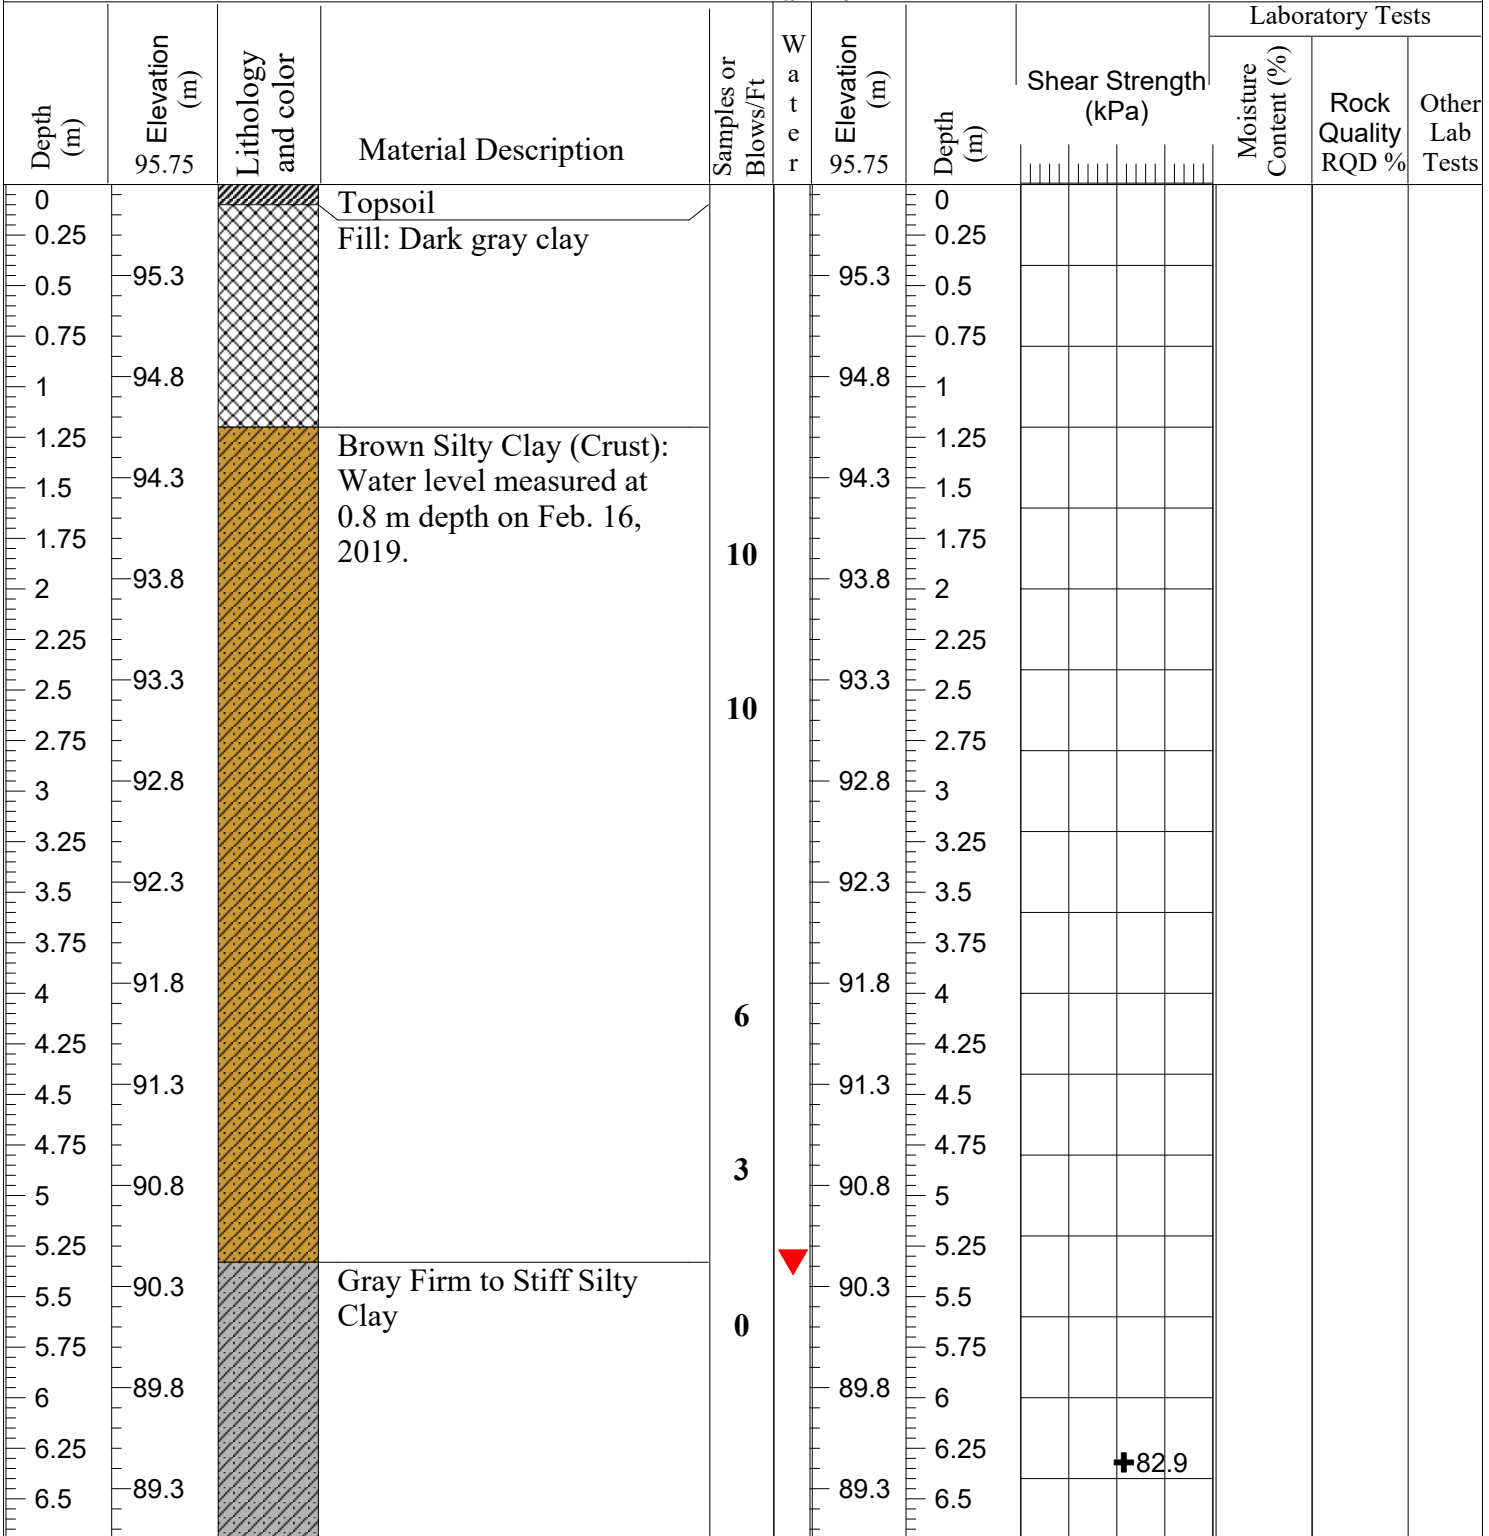 Laboratory Tests
Depth
(m)
Elevation
(m)
95.75
Lithology
and color
Material Description
Samples or
Blows/Ft
W
a
t
e
r
Elevation
(m)
95.75
Depth
(m)
Shear Strength
(kPa)
Moisture
Content (%)
Rock
Quality
RQD %
Other
Lab
Tests
0 Topsoil 0
0.25 Fill: Dark gray clay 0.25
95.3 95.3
0.5 0.5
0.75 0.75
94.8 94.8
1 1
1.25 Brown Silty Clay (Crust): 1.25
94.3 Water level measured at 94.3
1.5 1.5
0.8 m depth on Feb. 16,
1.75 2019. 10 1.75
93.8 93.8
2 2
2.25 2.25
93.3 93.3
2.5 2.5
10
2.75 2.75
92.8 92.8
3 3
3.25 3.25
92.3 92.3
3.5 3.5
3.75 3.75
91.8 91.8
4 4
6
4.25 4.25
91.3 91.3
4.5 4.5
4.75 4.75
3
90.8 90.8
5 5
5.25 5.25
90.3 Gray Firm to Stiff Silty 90.3
5.5 5.5
Clay 0
5.75 5.75
89.8 89.8
6 6
6.25 6.25
82.9
89.3 89.3
6.5 6.5